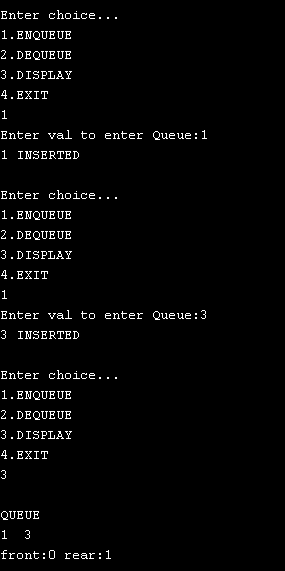 Enter choice...
1.ENQUEUE
2.DEQUEUE
3.DISPLAY
4.EXIT
1
Enter val to enter Queue:1
1 INSERTED
Enter choice...
1.ENQUEUE
2.DEQUEUE
3.DISPLAY
4.EXIT
1
Enter val to enter Queue:3
3 INSERTED
Enter choice...
1.ENQUEUE
2.DEQUEUE
3.DISPLAY
4.EXIT
3
QUEUE
1  3
front:0 rear:1